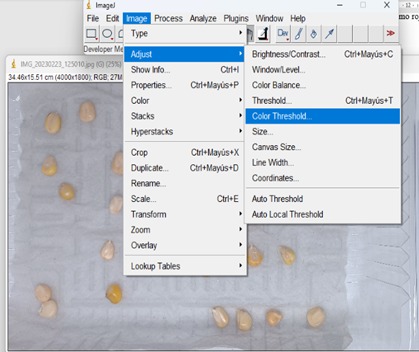 ImageJ
File Edit Image Process Analyze Plugins Window Help
Developer Me
IMG_20230223_125010.jpg (G) (25%)
34.46x15.51 cm (4000x1800); RGB; 27M
Type
Adjust
Show Info... Ctrl+I
Properties... Ctrl+Mayús+P
Color
Stacks
Hyperstacks
Crop Ctrl+Mayús+X
Duplicate... Ctrl+Mayús+D
Rename...
Scale... Ctrl+E
Transform
Zoom
Overlay
Lookup Tables
Brightness/Contrast... Ctrl+Mayús+C
Window/Level...
Color Balance...
Threshold... Ctrl+Mayús+T
Color Threshold...
Size...
Canvas Size...
Line Width...
Coordinates...
Auto Threshold
Auto Local Threshold